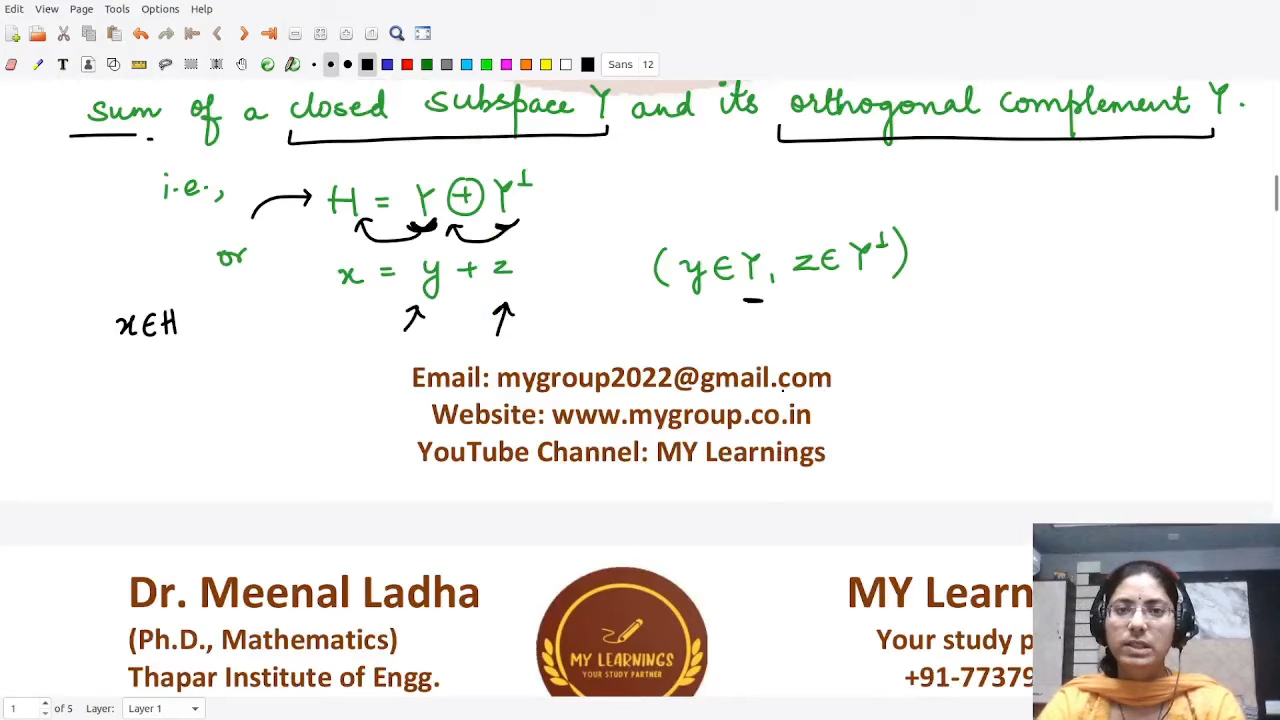 Edit View Page Tools Options Help
T Sans 12
sum of a closed subspace Y and its orthogonal complement Y.
i.e., H = Y ⊕ Y⊥
or x = y + z (y∈Y, z∈Y⊥)
x∈H
Email: mygroup2022@gmail.com
Website: www.mygroup.co.in
YouTube Channel: MY Learnings
Dr. Meenal Ladha MY Learn
(Ph.D., Mathematics) Your study p
Thapar Institute of Engg. +91-77379
MY LEARNINGS
YOUR STUDY PARTNER
1 of 5 Layer: Layer 1